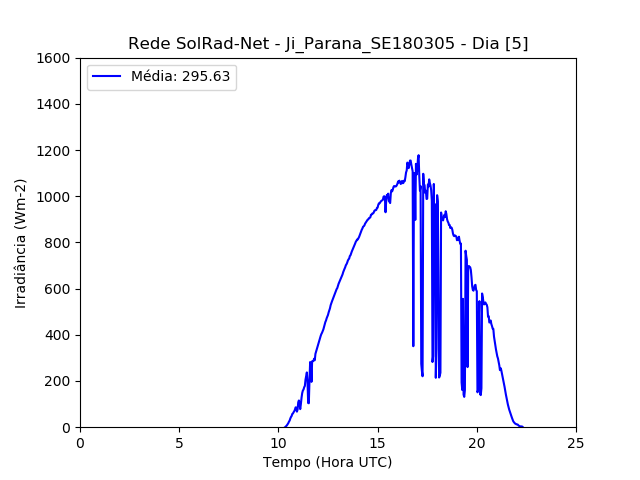 Rede SolRad-Net - Ji_Parana_SE180305 - Dia [5]
Média: 295.63
1600
1400
1200
1000
800
600
400
200
0
Irradiância (Wm-2)
0 5 10 15 20 25
Tempo (Hora UTC)